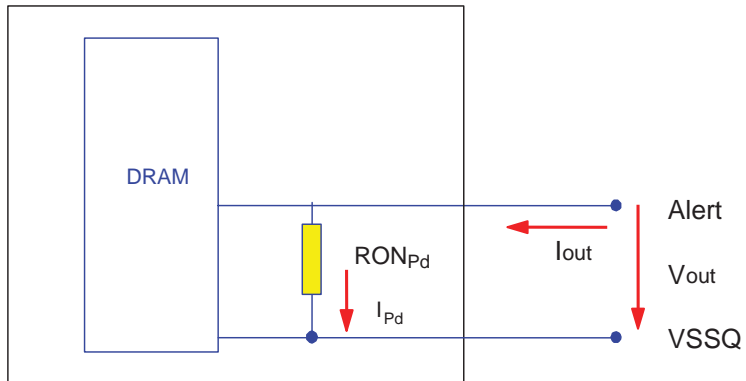 DRAM
Alert
RONPd
Iout
Vout
IPd
VSSQ